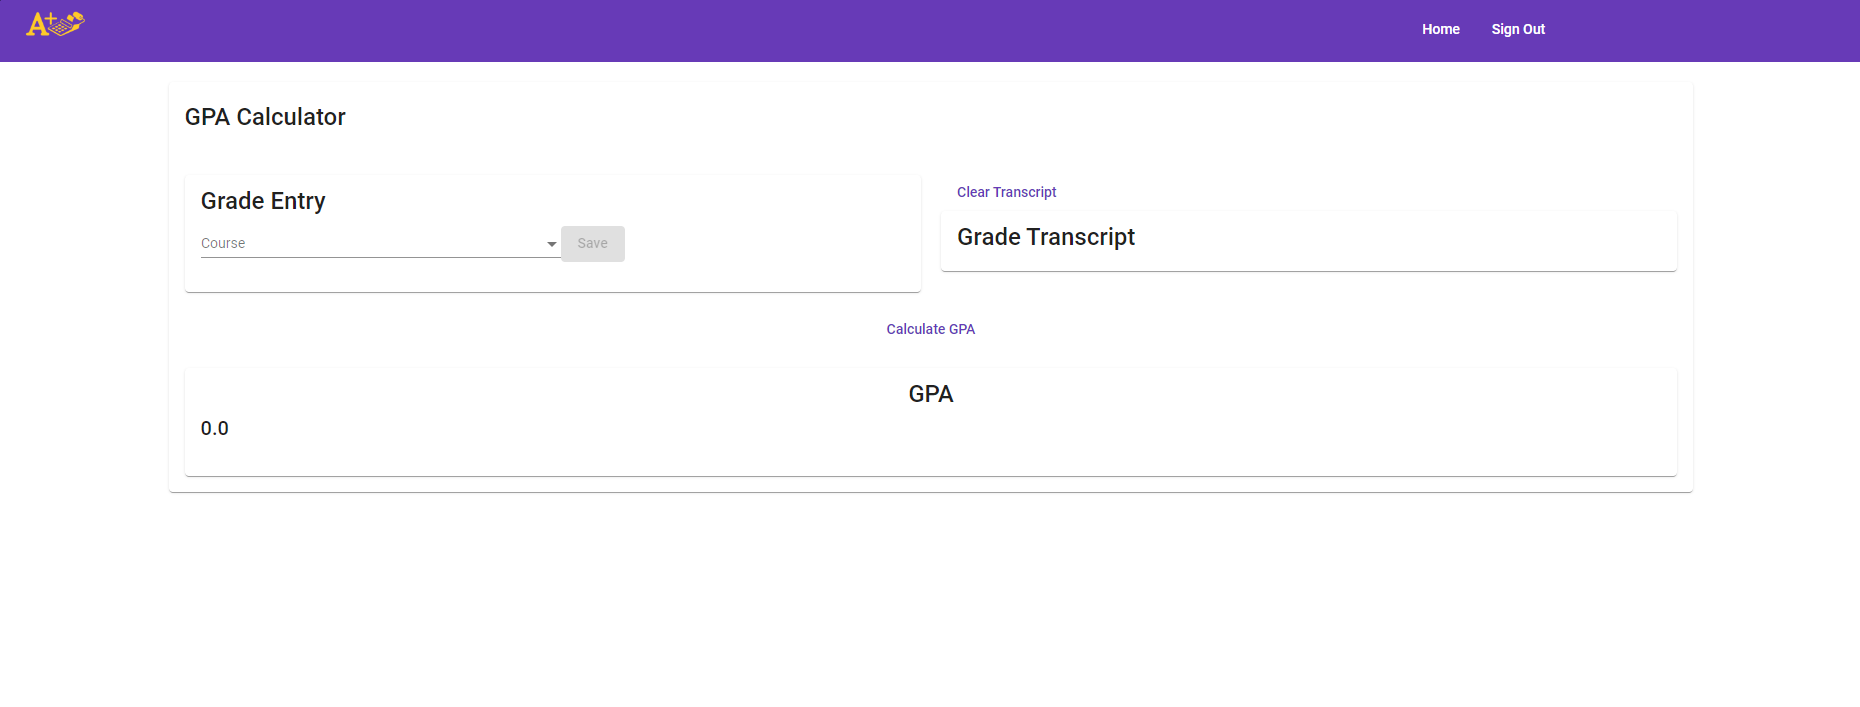 A+
Home
Sign Out
GPA Calculator
Grade Entry
Course
Save
Clear Transcript
Grade Transcript
Calculate GPA
GPA
0.0